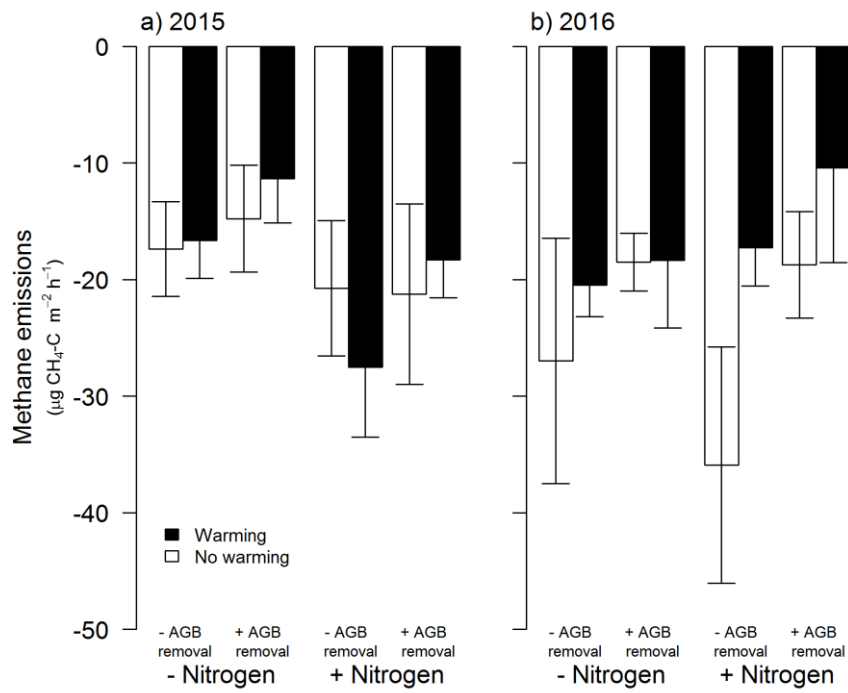 a) 2015
b) 2016
Methane emissions
(µg CH₄-C m⁻² h⁻¹)
0
-10
-20
-30
-40
-50
Warming
No warming
- AGB removal
+ AGB removal
- AGB removal
+ AGB removal
- Nitrogen
+ Nitrogen
- AGB removal
+ AGB removal
- AGB removal
+ AGB removal
- Nitrogen
+ Nitrogen